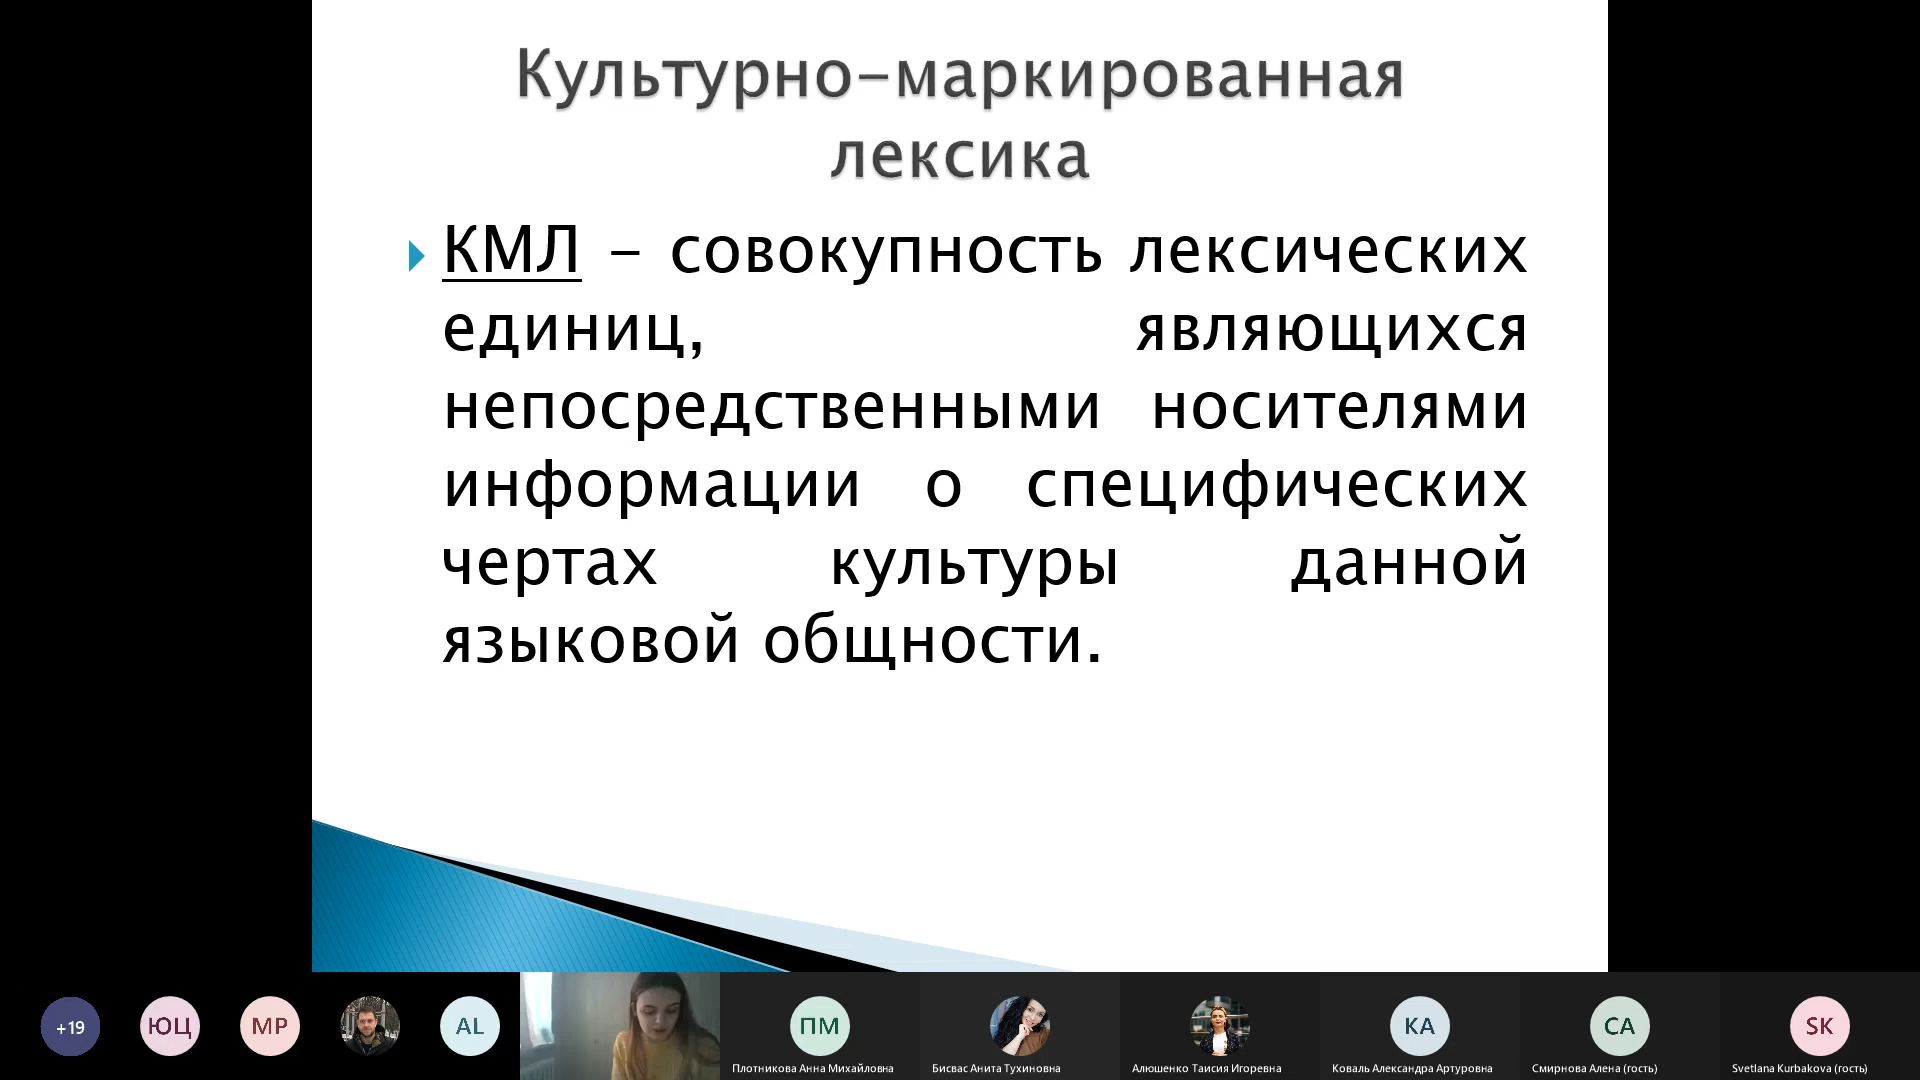 Культурно-маркированная
лексика
КМЛ - совокупность лексических
единиц, являющихся
непосредственными носителями
информации о специфических
чертах культуры данной
языковой общности.
+19
ЮЦ
МР
AL
ПМ
КА
СА
SK
Плотникова Анна Михайловна
Бисвас Анита Тухиновна
Алюшенко Таисия Игоревна
Коваль Александра Артуровна
Смирнова Алена (гость)
Svetlana Kurbakova (гость)